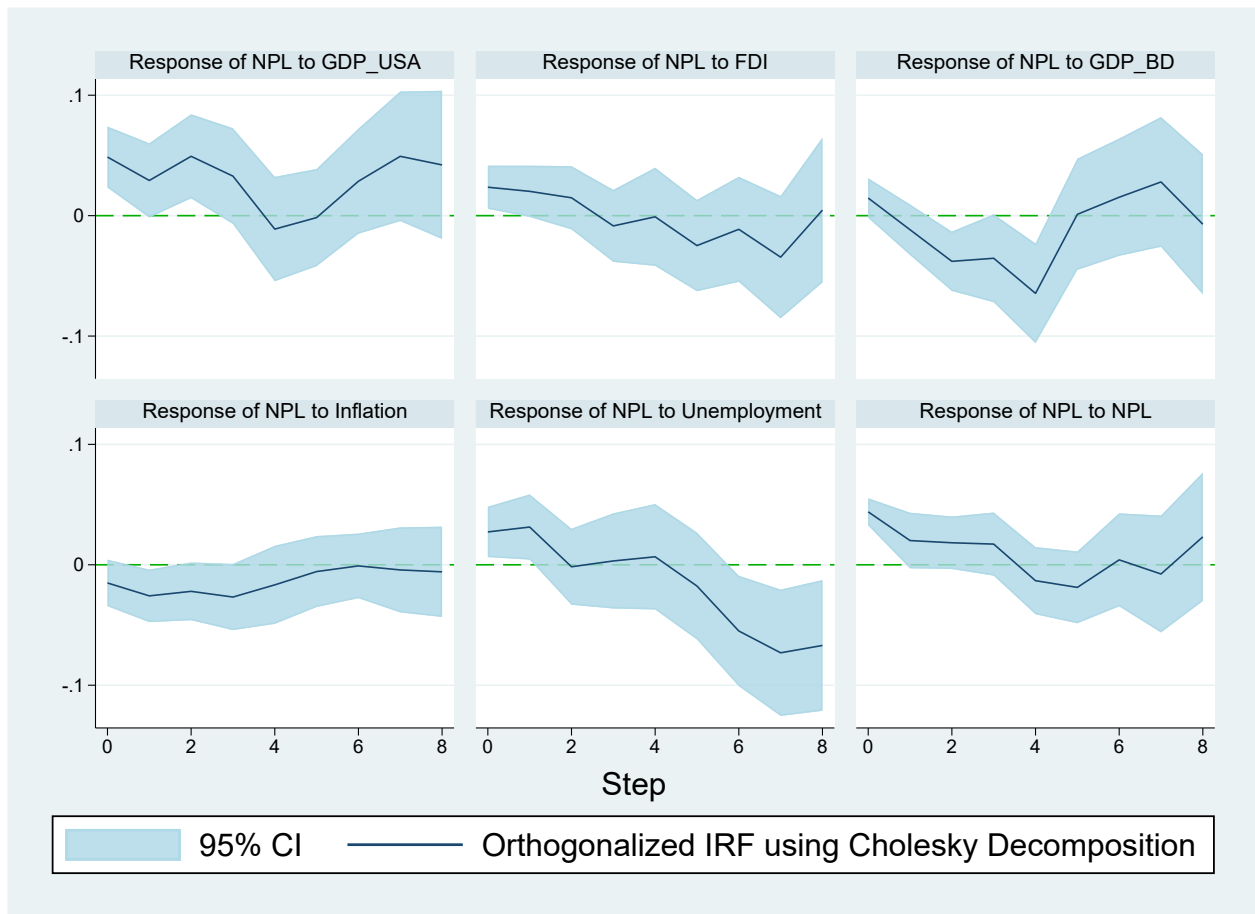 Response of NPL to GDP_USA
Response of NPL to FDI
Response of NPL to GDP_BD
.1
0
-.1
Response of NPL to Inflation
Response of NPL to Unemployment
Response of NPL to NPL
.1
0
-.1
0 2 4 6 8
0 2 4 6 8
0 2 4 6 8
Step
95% CI
Orthogonalized IRF using Cholesky Decomposition